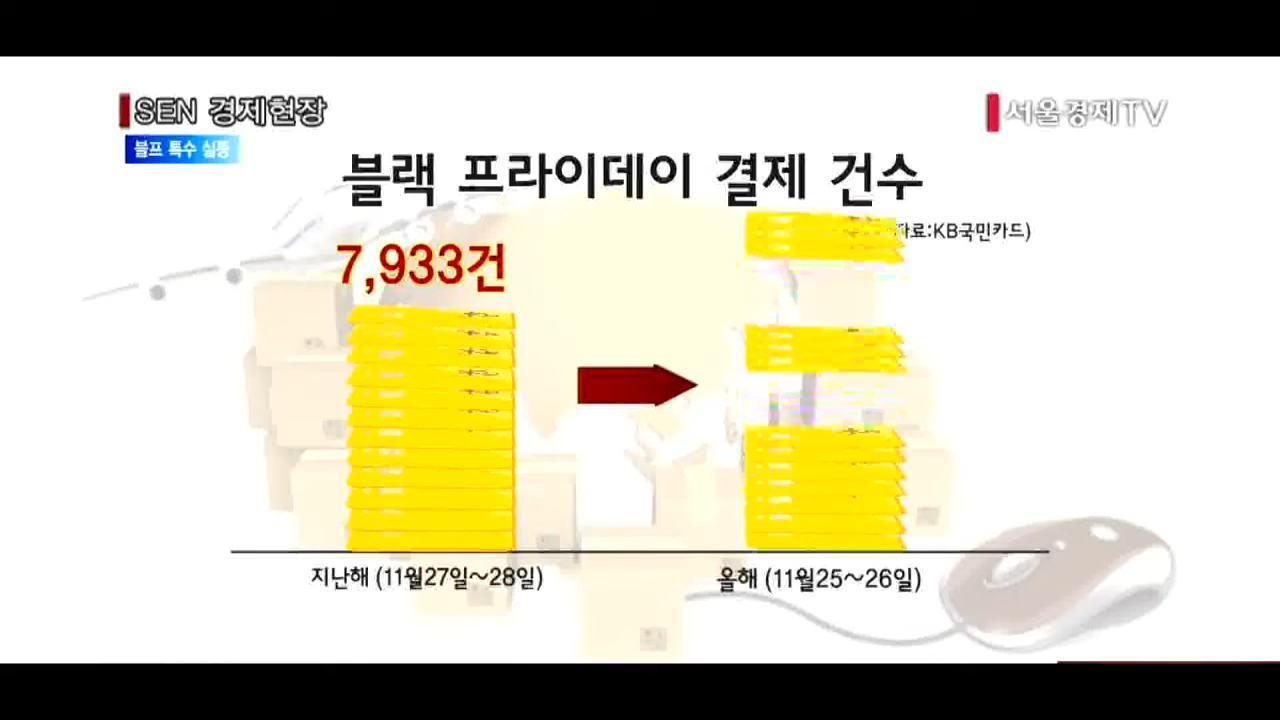 SEN 경제현장
서울경제TV
블프 특수 실종
블랙 프라이데이 결제 건수
자료:KB국민카드)
7,933건
지난해 (11월27일~28일)
올해 (11월25~26일)